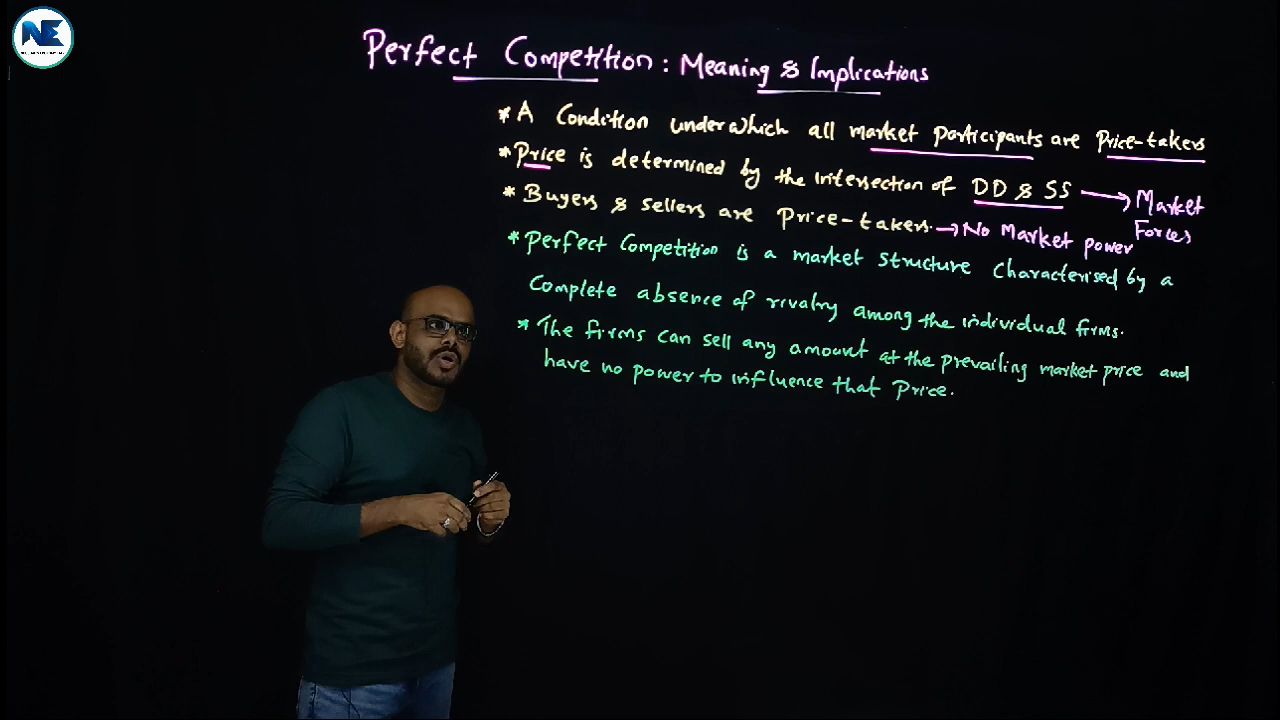 NE
Perfect Competition : Meaning & Implications
* A Condition under which all market participants are Price-takers
* Price is determined by the intersection of DD & SS → Market Forces
* Buyers & sellers are Price-takers. → No Market power
* Perfect Competition is a market structure characterised by a
complete absence of rivalry among the individual firms.
* The firms can sell any amount at the prevailing market price and
have no power to influence that Price.